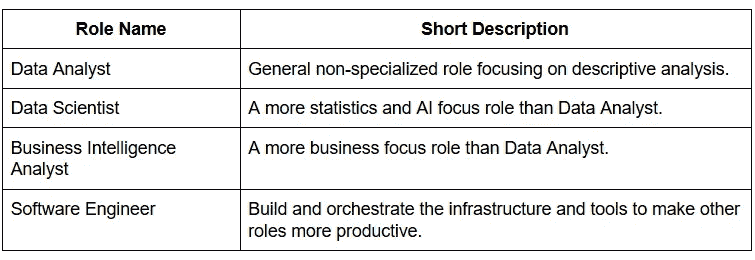 Role Name
Short Description
Data Analyst
General non-specialized role focusing on descriptive analysis.
Data Scientist
A more statistics and AI focus role than Data Analyst.
Business Intelligence
Analyst
A more business focus role than Data Analyst.
Software Engineer
Build and orchestrate the infrastructure and tools to make other
roles more productive.